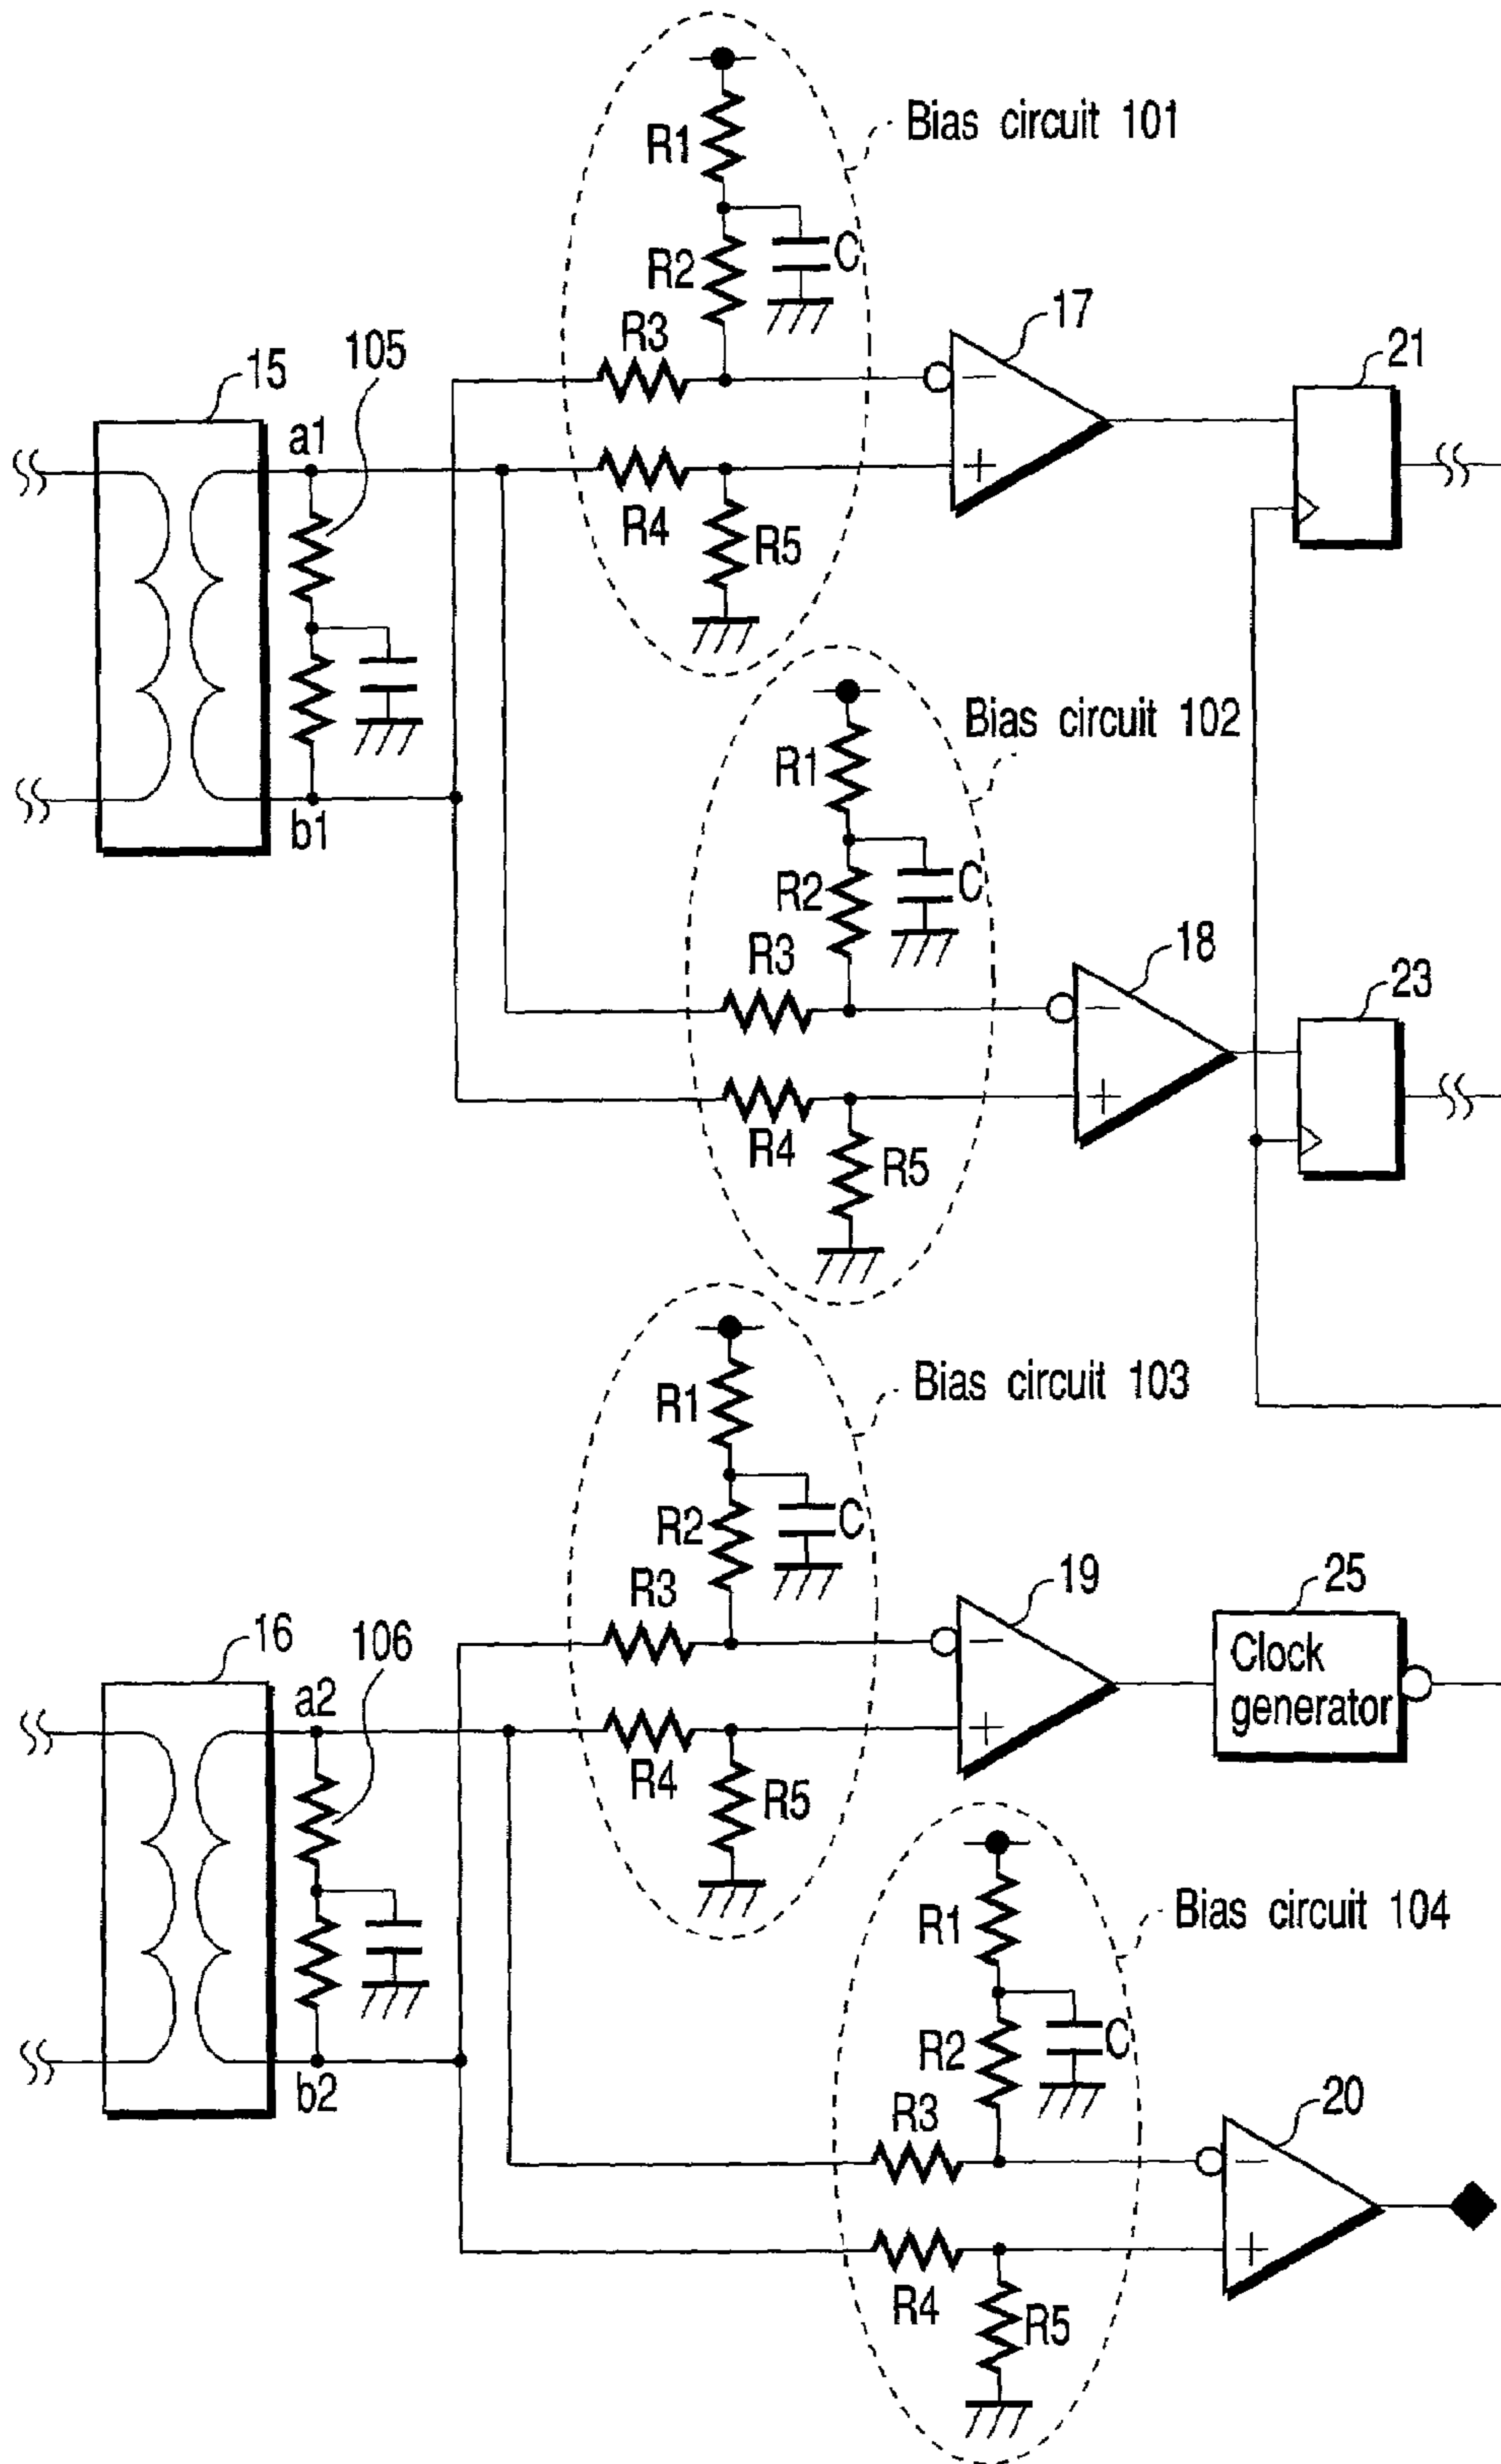 Bias circuit 101
R1
R2
C
R3
17
15
105
21
a1
-
+
R4
R5
Bias circuit 102
R1
b1
R2
C
R3
18
23
-
+
R4
R5
Bias circuit 103
R1
R2
C
R3
19
25
16
106
-
Clock
generator
a2
+
R4
R5
Bias circuit 104
R1
R2
C
b2
R3
20
-
+
R4
R5